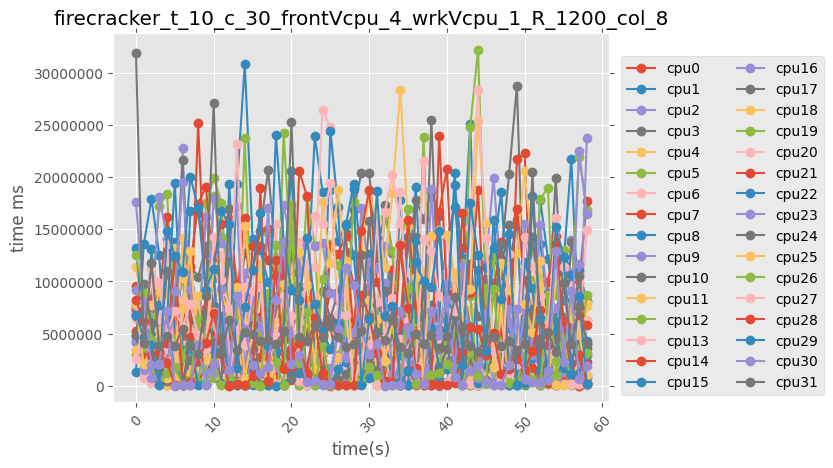 firecracker_t_10_c_30_frontVcpu_4_wrkVcpu_1_R_1200_col_8
time ms
30000000
25000000
20000000
15000000
10000000
5000000
0
0
10
20
30
40
50
60
time(s)
cpu0
cpu1
cpu2
cpu3
cpu4
cpu5
cpu6
cpu7
cpu8
cpu9
cpu10
cpu11
cpu12
cpu13
cpu14
cpu15
cpu16
cpu17
cpu18
cpu19
cpu20
cpu21
cpu22
cpu23
cpu24
cpu25
cpu26
cpu27
cpu28
cpu29
cpu30
cpu31